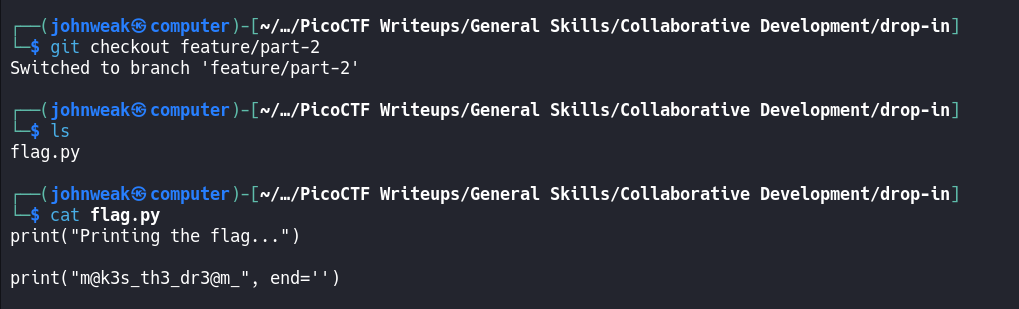 ┌──(johnweak㉿computer)-[~/…/PicoCTF Writeups/General Skills/Collaborative Development/drop-in]
└─$ git checkout feature/part-2
Switched to branch 'feature/part-2'
┌──(johnweak㉿computer)-[~/…/PicoCTF Writeups/General Skills/Collaborative Development/drop-in]
└─$ ls
flag.py
┌──(johnweak㉿computer)-[~/…/PicoCTF Writeups/General Skills/Collaborative Development/drop-in]
└─$ cat flag.py
print("Printing the flag...")
print("m@k3s_th3_dr3@m_", end='')